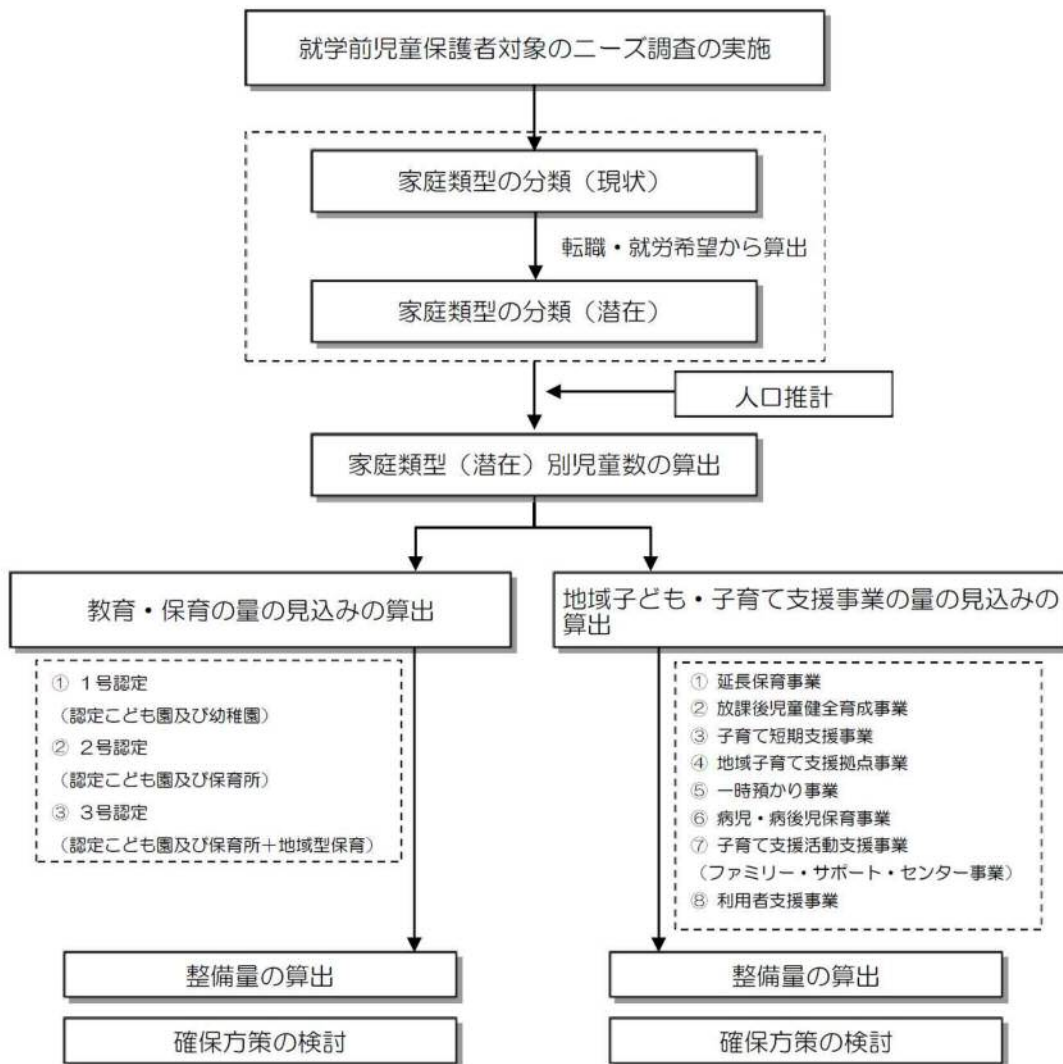 就学前児童保護者対象のニーズ調査の実施
家庭類型の分類（現状）
転職・就労希望から算出
家庭類型の分類（潜在）
人口推計
家庭類型（潜在）別児童数の算出
教育・保育の量の見込みの算出
① １号認定
（認定こども園及び幼稚園）
② ２号認定
（認定こども園及び保育所）
③ ３号認定
（認定こども園及び保育所＋地域型保育）
整備量の算出
確保方策の検討
地域子ども・子育て支援事業の量の見込みの
算出
① 延長保育事業
② 放課後児童健全育成事業
③ 子育て短期支援事業
④ 地域子育て支援拠点事業
⑤ 一時預かり事業
⑥ 病児・病後児保育事業
⑦ 子育て支援活動支援事業
（ファミリー・サポート・センター事業）
⑧ 利用者支援事業
整備量の算出
確保方策の検討